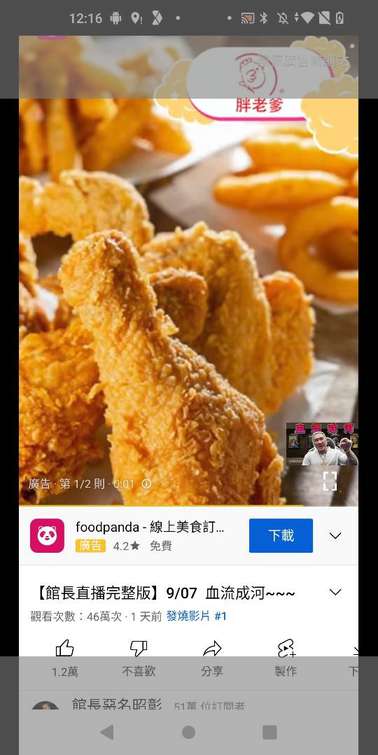 12:16
胖老爹
廣告 · 第 1/2 則 · 0:01
foodpanda - 線上美食訂...
廣告 4.2★ 免費
下載
【館長直播完整版】9/07 血流成河~~~
觀看次數：46萬次 · 1 天前 發燒影片 #1
1.2萬 不喜歡 分享 製作 下
館長惡名昭彰 51萬 位訂閱者